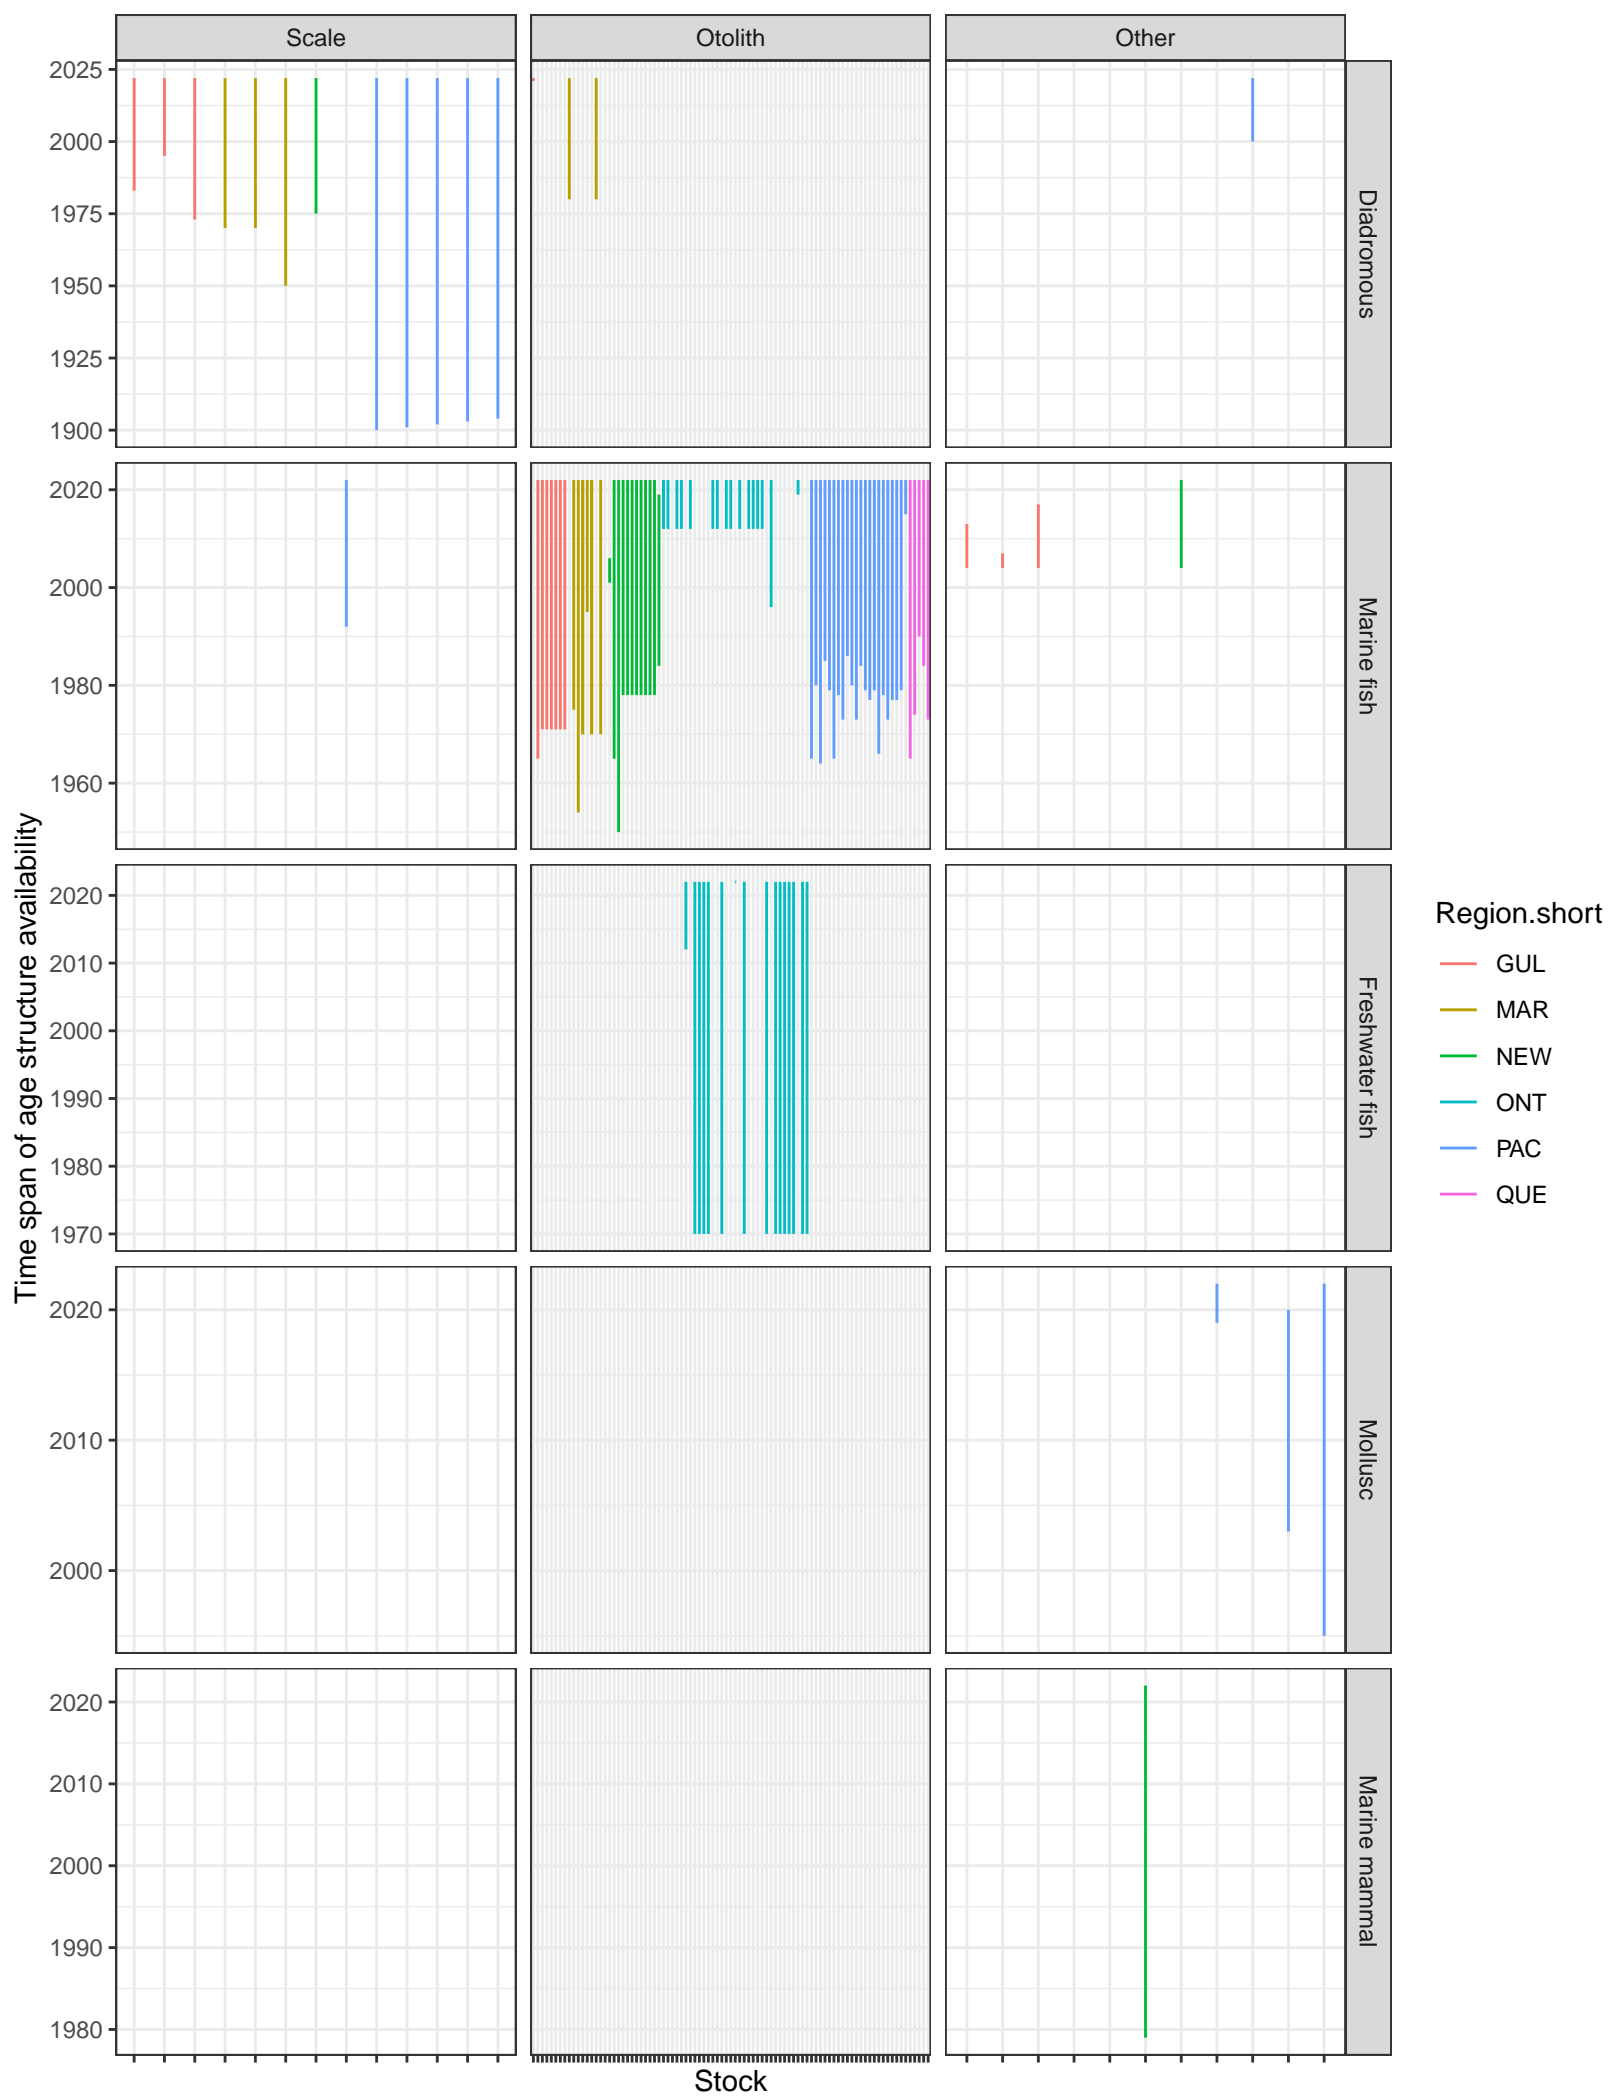 Scale
Otolith
Other
2025
2000
1975
1950
1925
1900
Diadromous
2020
2000
1980
1960
Marine fish
2020
2010
2000
1990
1980
1970
Freshwater fish
2020
2010
2000
Mollusc
2020
2010
2000
1990
1980
Marine mammal
Time span of age structure availability
Stock
Region.short
GUL
MAR
NEW
ONT
PAC
QUE